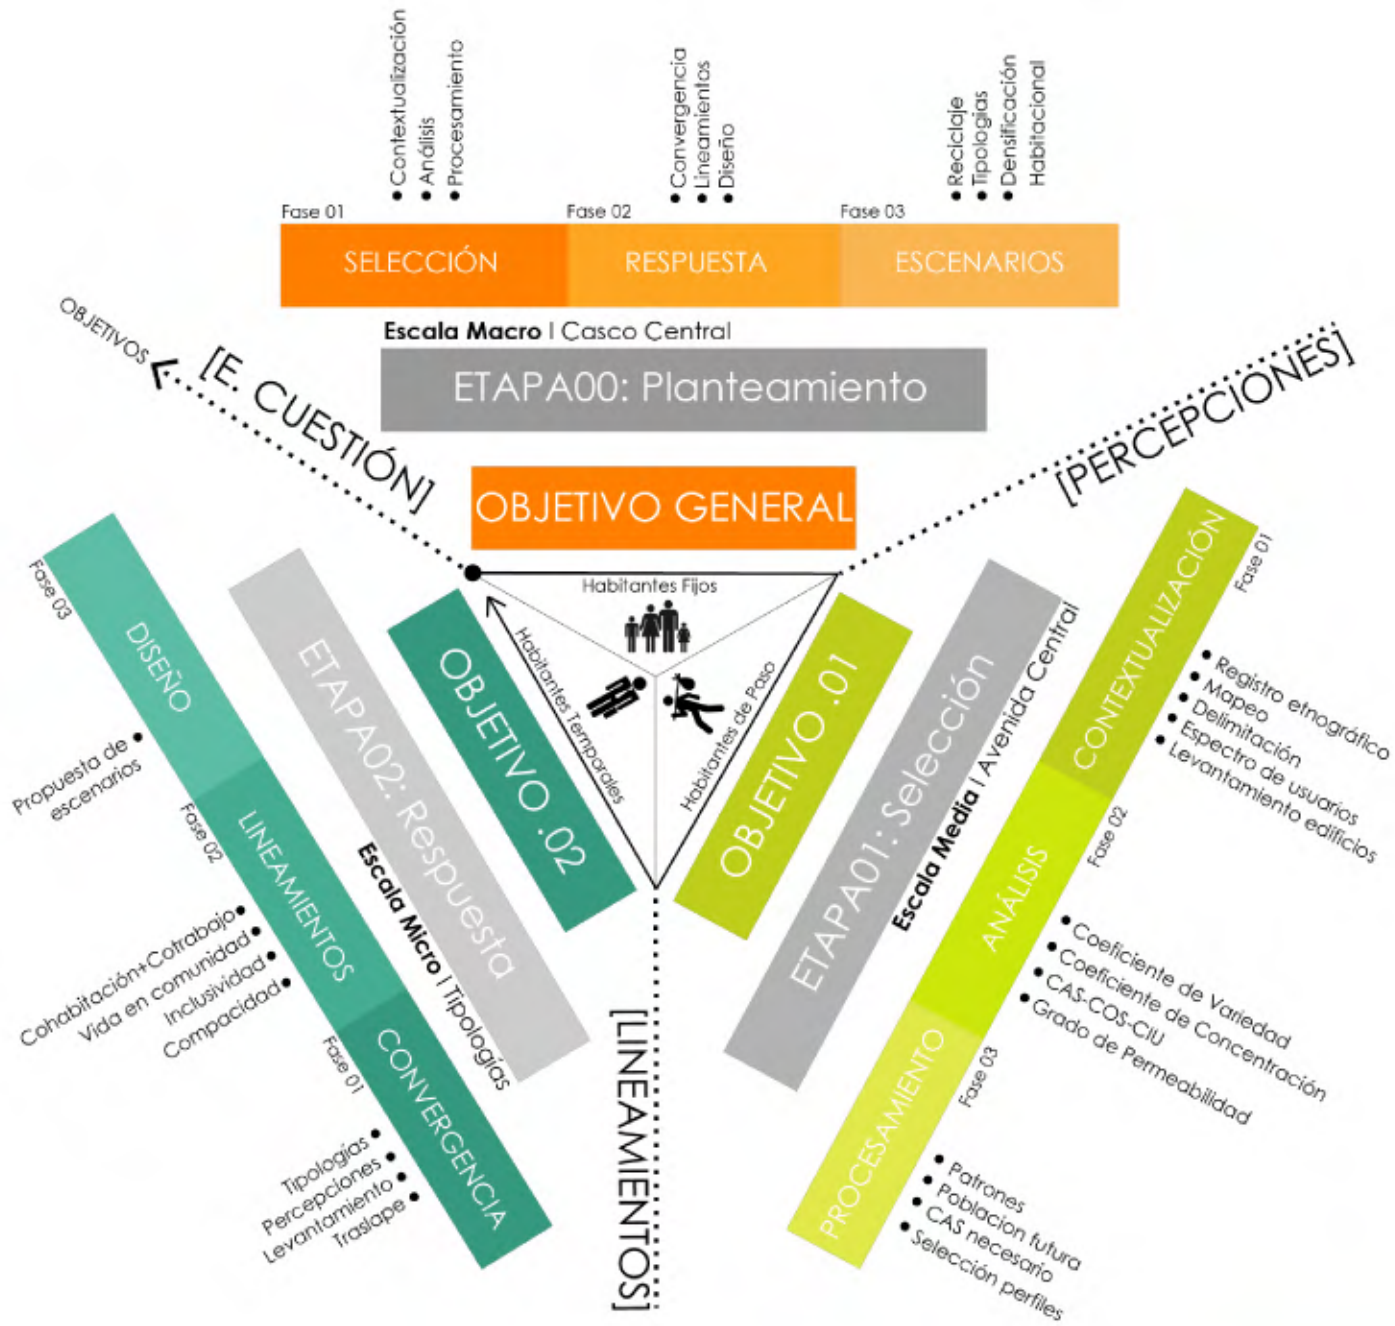 Contextualización
Análisis
Procesamiento
Convergencia
Lineamientos
Diseño
Reciclaje
Tipologías
Densificación
Habitacional
Fase 01
Fase 02
Fase 03
SELECCIÓN
RESPUESTA
ESCENARIOS
Escala Macro | Casco Central
ETAPA00: Planteamiento
OBJETIVOS
[E. CUESTIÓN]
[PERCEPCIONES]
OBJETIVO GENERAL
Habitantes Fijos
Habitantes Temporales
Habitantes de Paso
OBJETIVO .01
ETAPA01: Selección
Escala Media | Avenida Central
CONTEXTUALIZACIÓN
Fase 01
Registro etnográfico
Mapeo
Delimitación
Espectro de usuarios
Levantamiento edificios
ANÁLISIS
Fase 02
Coeficiente de Variedad
Coeficiente de Concentración
CAS-COS-CIU
Grado de Permeabilidad
PROCESAMIENTO
Fase 03
Patrones
Poblacion futura
CAS necesario
Selección perfiles
[LINEAMIENTOS]
OBJETIVO .02
ETAPA02: Respuesta
Escala Micro | Tipologías
Fase 03
DISEÑO
Propuesta de
escenarios
Fase 02
LINEAMIENTOS
Cohabitación+Cotrabajo
Vida en comunidad
Inclusividad
Compacidad
Fase 01
CONVERGENCIA
Tipologías
Percepciones
Levantamiento
Traslape